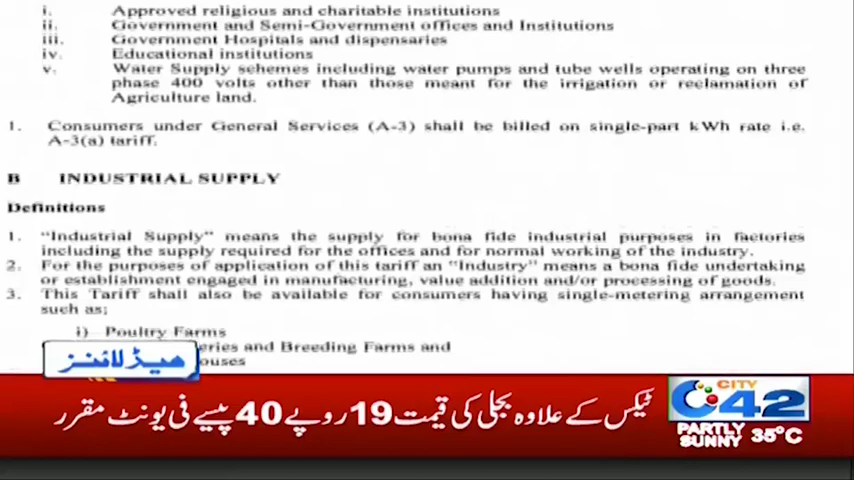 i. Approved religious and charitable institutions
ii. Government and Semi-Government offices and Institutions
iii. Government Hospitals and dispensaries
iv. Educational institutions
v. Water Supply schemes including water pumps and tube wells operating on three
phase 400 volts other than those meant for the irrigation or reclamation of
Agriculture land.
1. Consumers under General Services (A-3) shall be billed on single-part kWh rate i.e.
A-3(a) tariff.
B INDUSTRIAL SUPPLY
Definitions
1. "Industrial Supply" means the supply for bona fide industrial purposes in factories
including the supply required for the offices and for normal working of the industry.
2. For the purposes of application of this tariff an "Industry" means a bona fide undertaking
or establishment engaged in manufacturing, value addition and/or processing of goods.
3. This Tariff shall also be available for consumers having single-metering arrangement
such as;
i) Poultry Farms
eries and Breeding Farms and
ouses
ہیڈلائنز
ٹیکس کے علاوہ بجلی کی قیمت 19 روپے 40 پیسے فی یونٹ مقرر
CITY
42
PARTLY
SUNNY 35°C